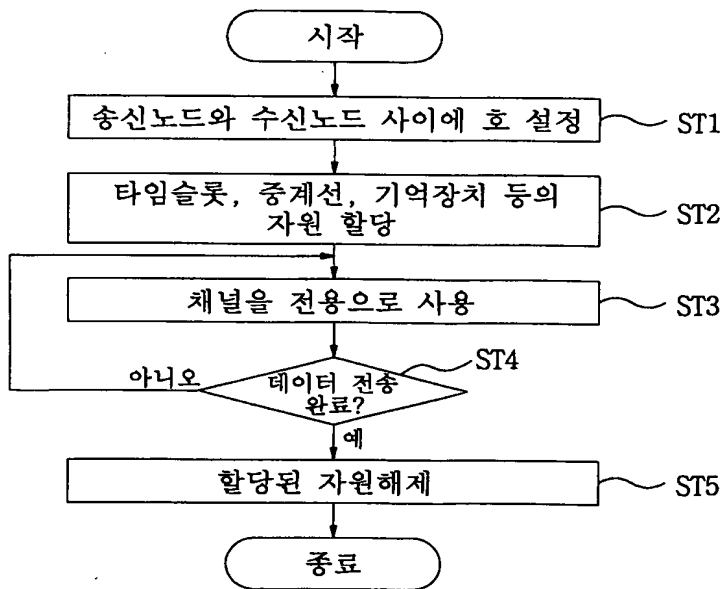 시작
송신노드와 수신노드 사이에 호 설정
ST1
타임슬롯, 중계선, 기억장치 등의
자원 할당
ST2
채널을 전용으로 사용
ST3
ST4
아니오
데이터 전송
완료?
예
할당된 자원해제
ST5
종료